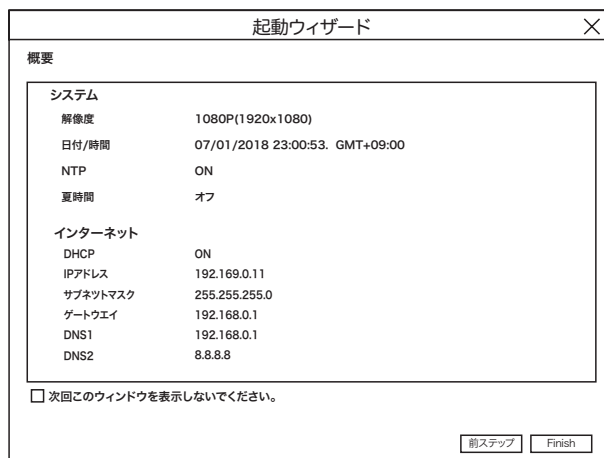 起動ウィザード
概要
システム
解像度 1080P(1920x1080)
日付/時間 07/01/2018 23:00:53. GMT+09:00
NTP ON
夏時間 オフ
インターネット
DHCP ON
IPアドレス 192.169.0.11
サブネツトマスク 255.255.255.0
ゲートウエイ 192.168.0.1
DNS1 192.168.0.1
DNS2 8.8.8.8
次回このウィンドウを表示しないでください。
前ステップ Finish